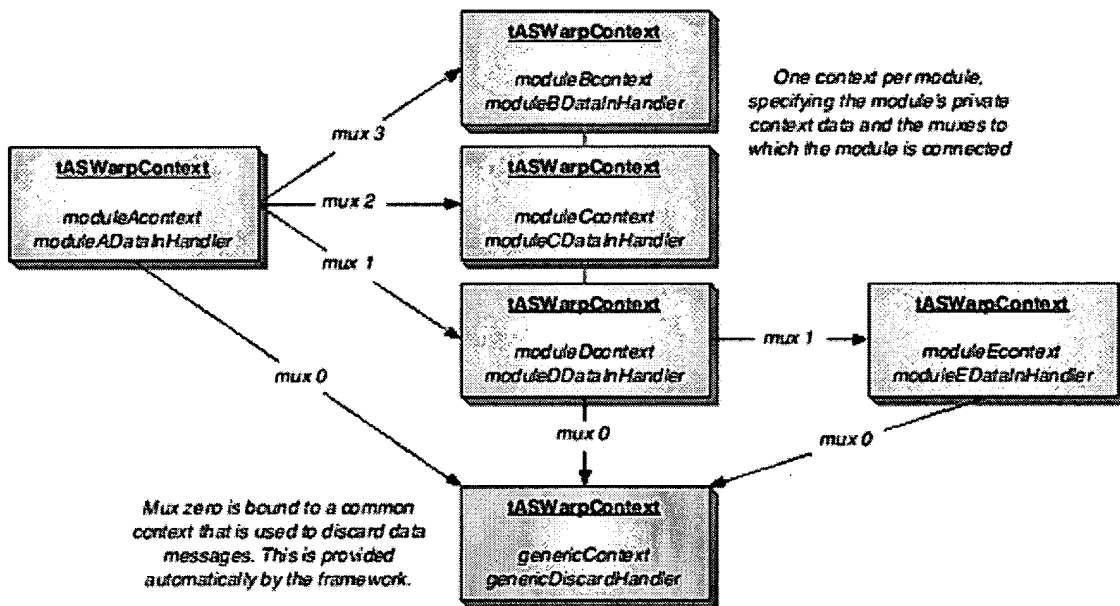 tASWarpContext
moduleBcontext
moduleBDataInHandler
One context per module,
specifying the module's private
context data and the muxes to
which the module is connected
mux 3
tASWarpContext
moduleAcontext
moduleADataInHandler
mux 2
tASWarpContext
moduleCcontext
moduleCDataInHandler
mux 1
tASWarpContext
moduleDcontext
moduleDDataInHandler
mux 1
tASWarpContext
moduleEcontext
moduleEDataInHandler
mux 0
mux 0
mux 0
Mux zero is bound to a common
context that is used to discard data
messages. This is provided
automatically by the framework.
tASWarpContext
genericContext
genericDiscardHandler